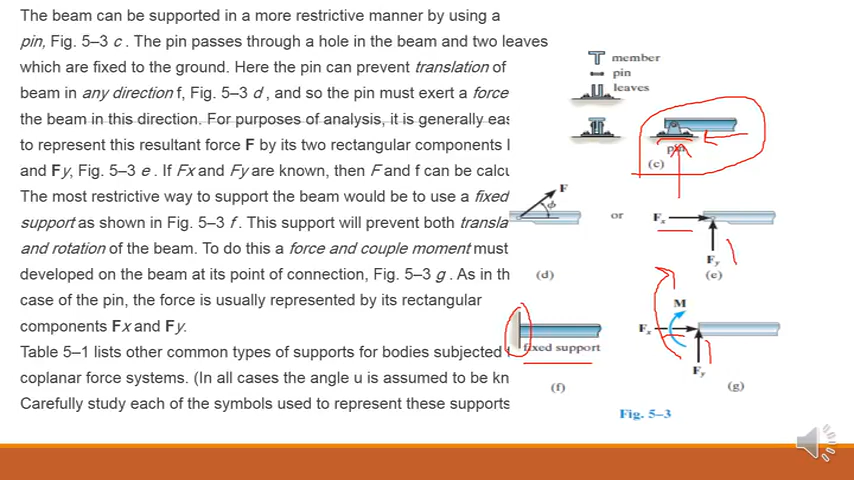 The beam can be supported in a more restrictive manner by using a
pin, Fig. 5–3 c . The pin passes through a hole in the beam and two leaves
which are fixed to the ground. Here the pin can prevent translation of
beam in any direction f, Fig. 5–3 d , and so the pin must exert a force
the beam in this direction. For purposes of analysis, it is generally eas
to represent this resultant force F by its two rectangular components
and Fy, Fig. 5–3 e . If Fx and Fy are known, then F and f can be calcu
The most restrictive way to support the beam would be to use a fixed
support as shown in Fig. 5–3 f . This support will prevent both transla
and rotation of the beam. To do this a force and couple moment must
developed on the beam at its point of connection, Fig. 5–3 g . As in th
case of the pin, the force is usually represented by its rectangular
components Fx and Fy.
Table 5–1 lists other common types of supports for bodies subjected
coplanar force systems. (In all cases the angle u is assumed to be kn
Carefully study each of the symbols used to represent these supports
member
pin
leaves
pin
(c)
F
ϕ
or
Fx
Fy
(d)
(e)
M
Fx
fixed support
Fy
(f)
(g)
Fig. 5–3